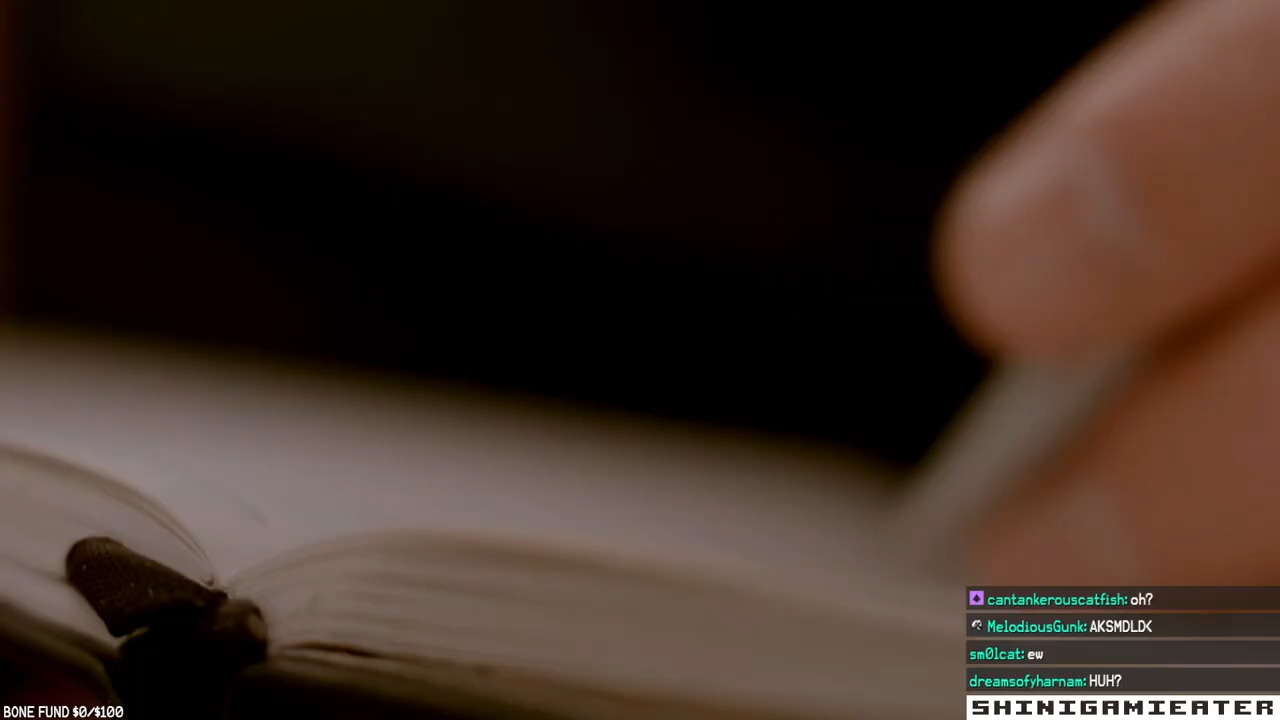 cantankerouscatfish: oh?
MelodiousGunk: AKSMDLDK
sm0lcat: ew
dreamsofyharnam: HUH?
BONE FUND $0/$100
SHINIGAMIEATER